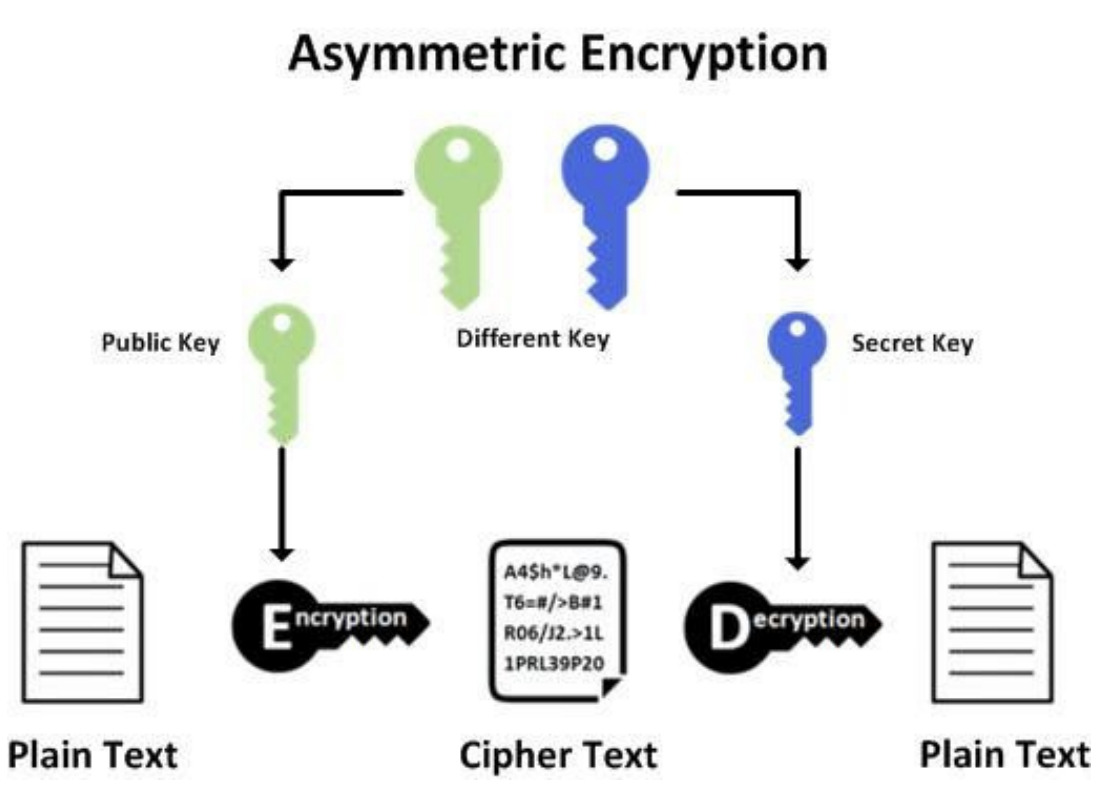 Asymmetric Encryption
Public Key
Different Key
Secret Key
Encryption
A4$h*L@9.
T6=#/>B#1
R06/J2.>1L
1PRL39P20
Decryption
Plain Text
Cipher Text
Plain Text